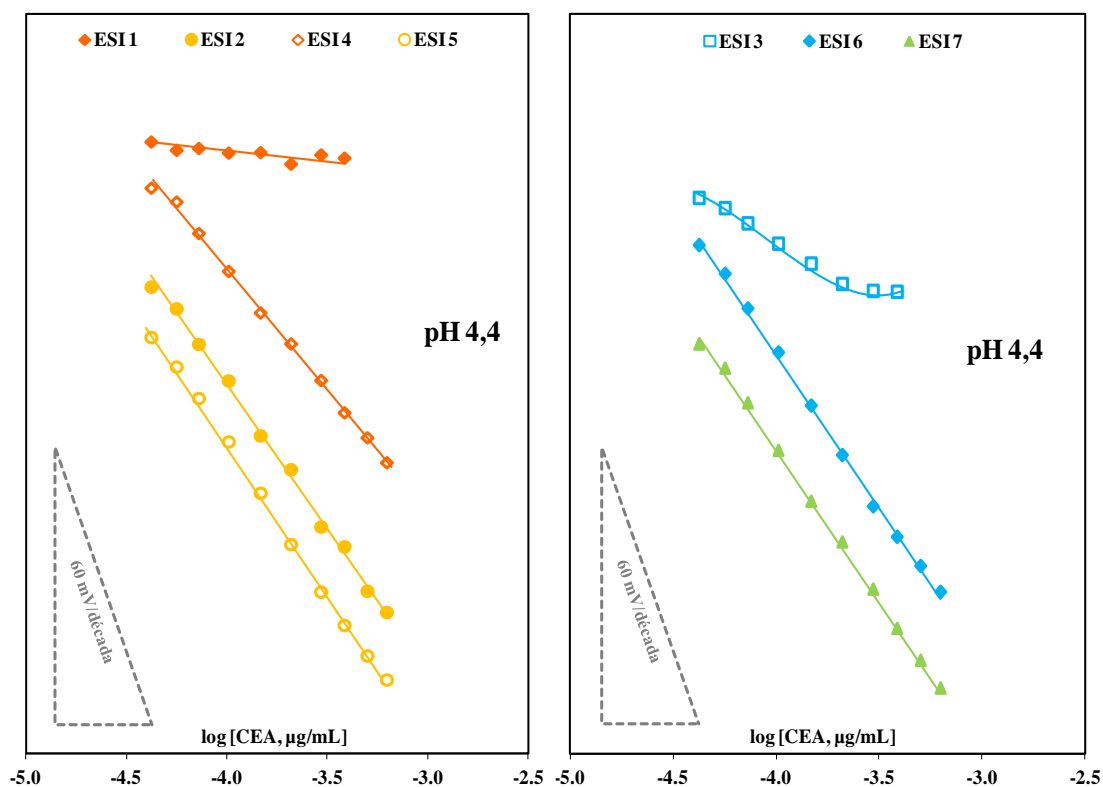 ESI 1 ESI 2 ESI 4 ESI 5
pH 4,4
60 mV/década
log [CEA, µg/mL]
-5.0 -4.5 -4.0 -3.5 -3.0 -2.5
ESI 3 ESI 6 ESI 7
pH 4,4
60 mV/década
log [CEA, µg/mL]
-5.0 -4.5 -4.0 -3.5 -3.0 -2.5